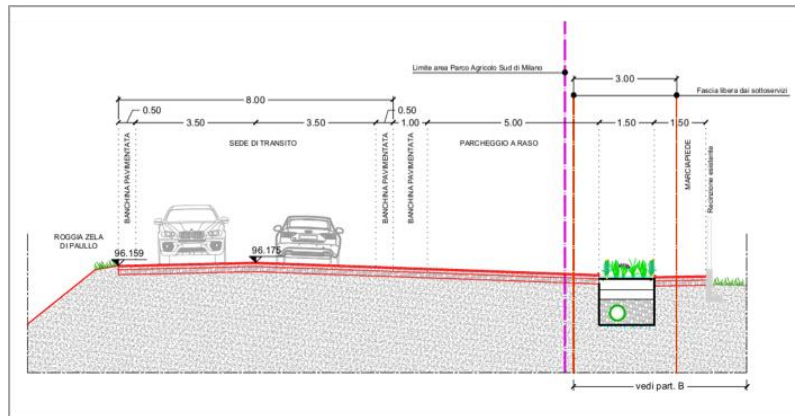 Limite area Parco Agricolo Sud di Milano
3.00
Fascia libera dai sottoservizi
8.00
0.50
0.50
3.50
3.50
1.00
5.00
1.50
1.50
BANCHINA PAVIMENTATA
SEDE DI TRANSITO
BANCHINA PAVIMENTATA
BANCHINA PAVIMENTATA
PARCHEGGIO A RASO
MARCIAPIEDE
Recinzione esistente
ROGGIA ZELA
DI PAULLO
96.159
96.175
vedi part. B